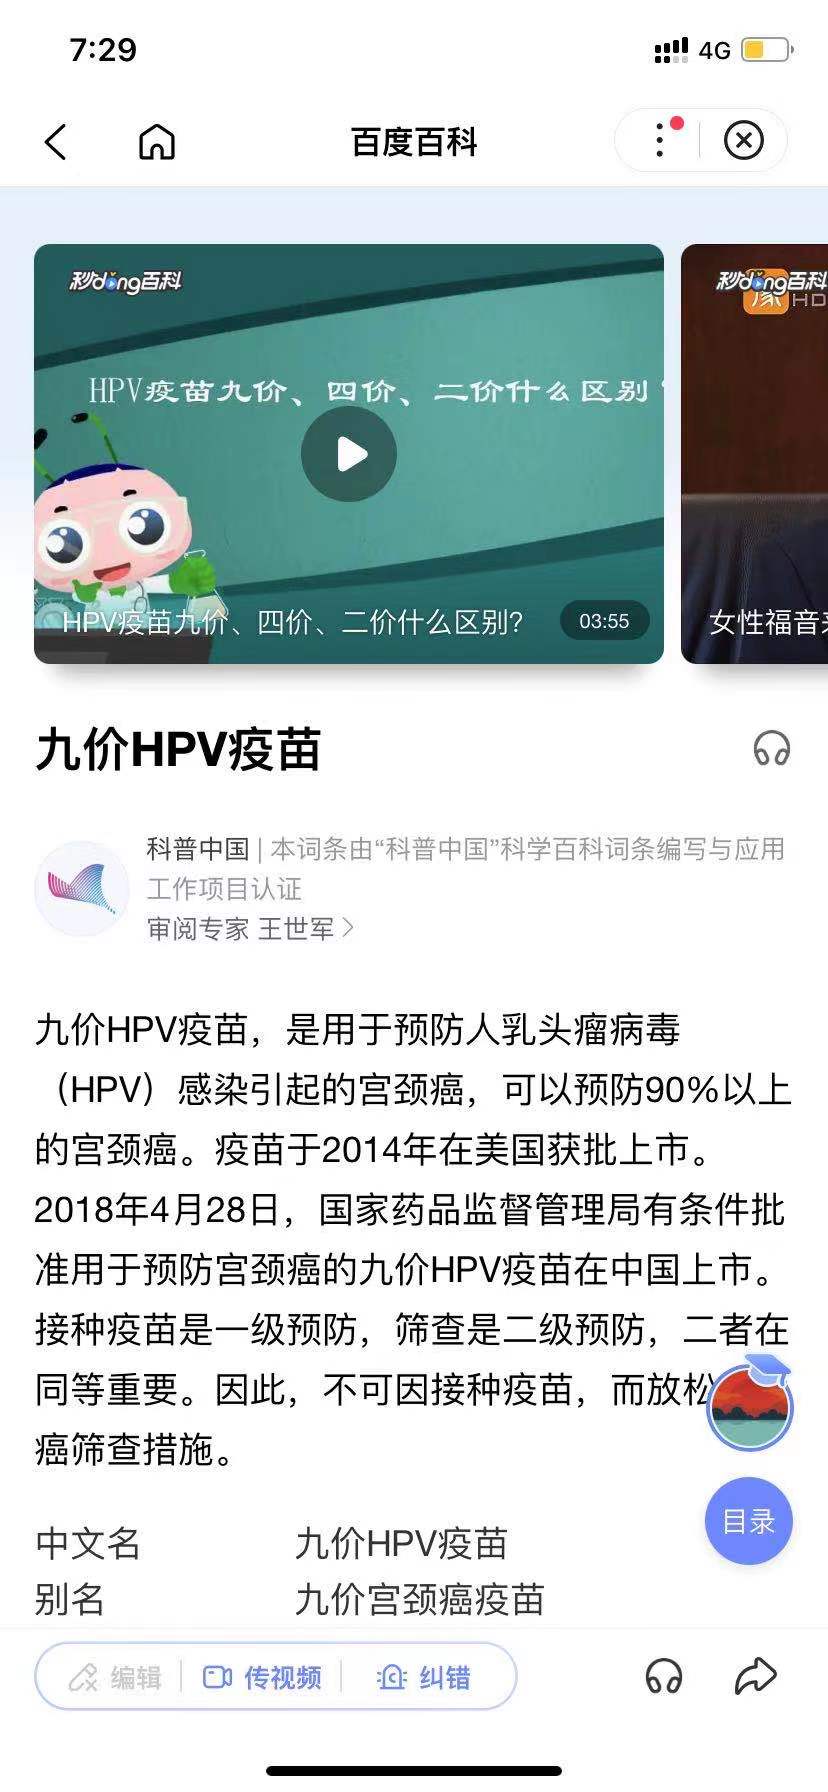 7:29
4G
百度百科
秒dong百科
HPV疫苗九价、四价、二价什么区别?
HPV疫苗九价、四价、二价什么区别?
03:55
秒dong百科
HD
女性福音
九价HPV疫苗
科普中国 | 本词条由“科普中国”科学百科词条编写与应用
工作项目认证
审阅专家 王世军
九价HPV疫苗，是用于预防人乳头瘤病毒
（HPV）感染引起的宫颈癌，可以预防90%以上
的宫颈癌。疫苗于2014年在美国获批上市。
2018年4月28日，国家药品监督管理局有条件批
准用于预防宫颈癌的九价HPV疫苗在中国上市。
接种疫苗是一级预防，筛查是二级预防，二者在
同等重要。因此，不可因接种疫苗，而放松
癌筛查措施。
目录
中文名 九价HPV疫苗
别名 九价宫颈癌疫苗
编辑 传视频 纠错